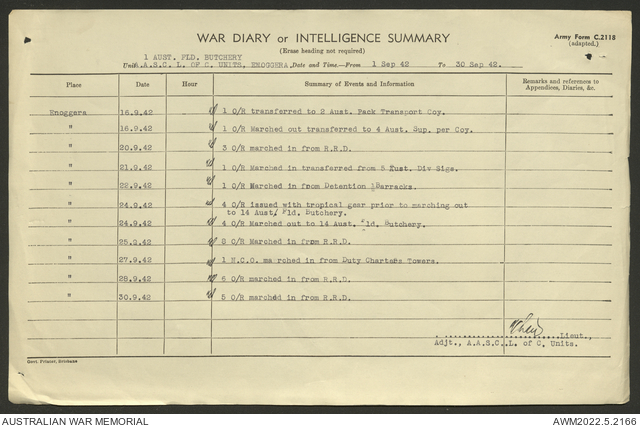 WAR DIARY or INTELLIGENCE SUMMARY
Army Form C.2118
(adapted.)
(Erase heading not required)
1 AUST. FLD. BUTCHERY
Unit A.S.C. L. OF C. UNITS, ENOGGERA Date and Time.—From 1 Sep 42 To 30 Sep 42.
Place Date Hour Summary of Events and Information Remarks and references to Appendices, Diaries, &c.
Enoggera 16.9.42 1 O/R transferred to 2 Aust. Pack Transport Coy.
" 16.9.42 1 O/R Marched out transferred to 4 Aust. Sup. per Coy.
" 20.9.42 3 O/R marched in from R.R.D.
" 21.9.42 1 O/R Marched in transferred from 5 Aust. Div Sigs.
" 22.9.42 1 O/R Marched in from Detention Barracks.
" 24.9.42 4 O/R issued with tropical gear prior to marching out
to 14 Aust. Fld. Butchery.
" 24.9.42 4 O/R Marched out to 14 Aust. Fld. Butchery.
" 25.9.42 8 O/R Marched in from R.R.D.
" 27.9.42 1 N.C.O. marched in from Duty Charters Towers.
" 28.9.42 6 O/R marched in from R.R.D.
" 30.9.42 5 O/R marched in from R.R.D.
Lieut.,
Adjt., A.A.S.C., L. of C. Units.
Govt. Printer, Brisbane
AUSTRALIAN WAR MEMORIAL
AWM2022.5.2166